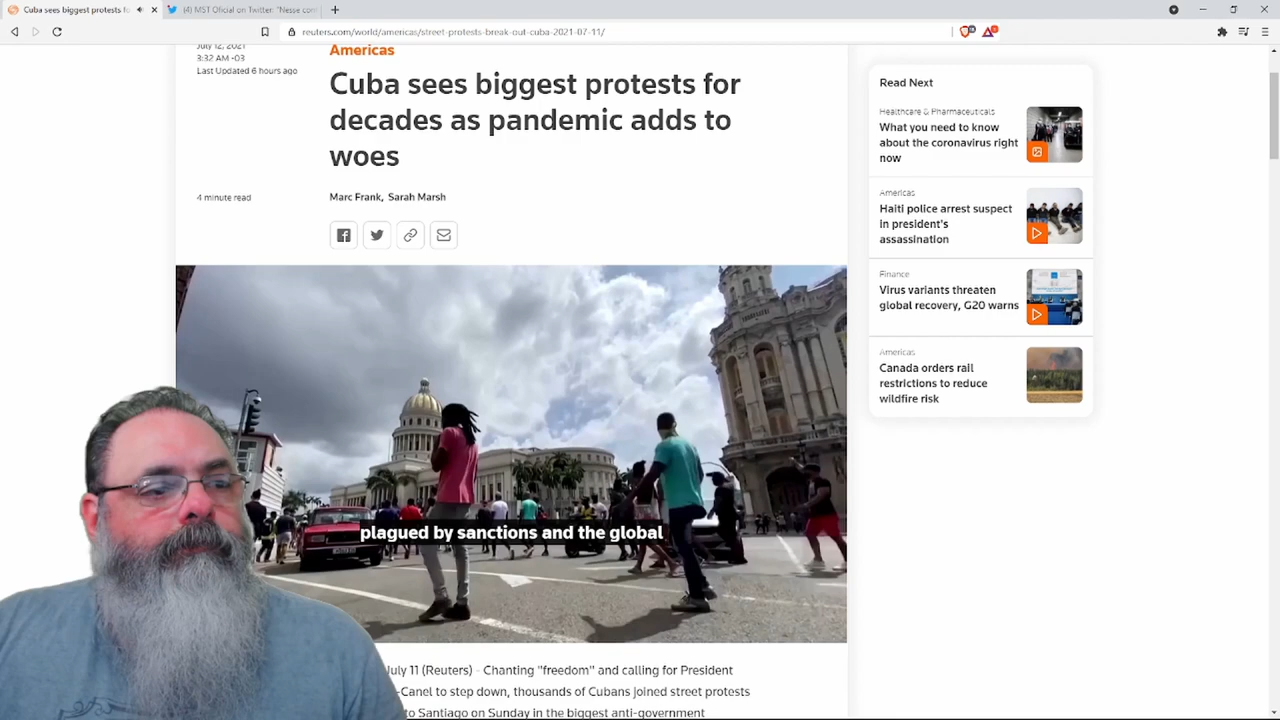 Cuba sees biggest protests fo
(4) MST Oficial on Twitter: "Nesse com
reuters.com/world/americas/street-protests-break-out-cuba-2021-07-11/
July 12, 2021
3:32 AM -03
Last Updated 6 hours ago
Americas
Cuba sees biggest protests for
decades as pandemic adds to
woes
4 minute read
Marc Frank, Sarah Marsh
plagued by sanctions and the global
July 11 (Reuters) - Chanting "freedom" and calling for President
-Canel to step down, thousands of Cubans joined street protests
to Santiago on Sunday in the biggest anti-government
Read Next
Healthcare & Pharmaceuticals
What you need to know
about the coronavirus right
now
Americas
Haiti police arrest suspect
in president's
assassination
Finance
Virus variants threaten
global recovery, G20 warns
Americas
Canada orders rail
restrictions to reduce
wildfire risk